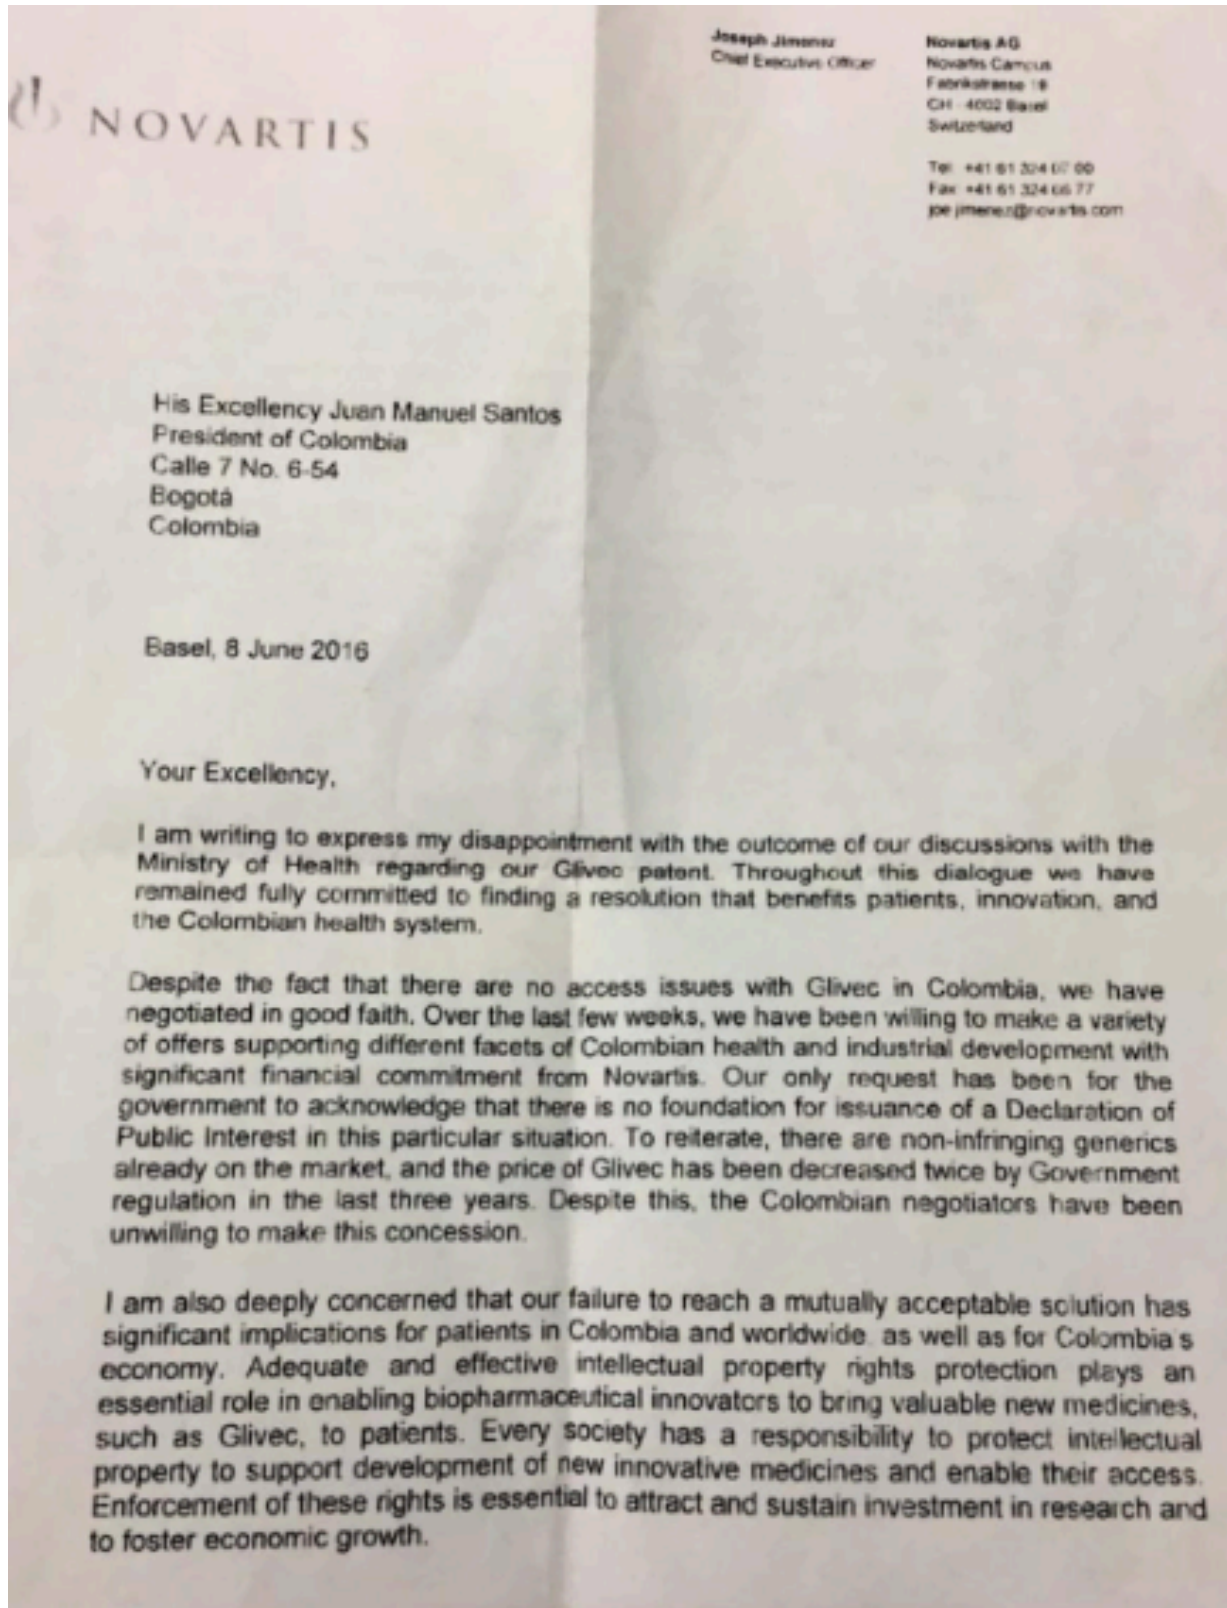 NOVARTIS
Joseph Jimenez
Chief Executive Officer
Novartis AG
Novartis Campus
Fabrikstrasse
CH - 4002 Basel
Switzerland
Tel: +41 61 324
Fax +41 61 324 77
joe.jimenez@novartis.com
His Excellency Juan Manuel Santos
President of Colombia
Calle 7 No. 6-54
Bogotá
Colombia
Basel, 8 June 2016
Your Excellency,
I am writing to express my disappointment with the outcome of our discussions with the
Ministry of Health regarding our Glivec patent. Throughout this dialogue we have
remained fully committed to finding a resolution that benefits patients, innovation, and
the Colombian health system.
Despite the fact that there are no access issues with Glivec in Colombia, we have
negotiated in good faith. Over the last few weeks, we have been willing to make a variety
of offers supporting different facets of Colombian health and industrial development with
significant financial commitment from Novartis. Our only request has been for the
government to acknowledge that there is no foundation for issuance of a Declaration of
Public Interest in this particular situation. To reiterate, there are non-infringing generics
already on the market, and the price of Glivec has been decreased twice by Government
regulation in the last three years. Despite this, the Colombian negotiators have been
unwilling to make this concession.
I am also deeply concerned that our failure to reach a mutually acceptable solution has
significant implications for patients in Colombia and worldwide, as well as for Colombia's
economy. Adequate and effective intellectual property rights protection plays an
essential role in enabling biopharmaceutical innovators to bring valuable new medicines,
such as Glivec, to patients. Every society has a responsibility to protect intellectual
property to support development of new innovative medicines and enable their access.
Enforcement of these rights is essential to attract and sustain investment in research and
to foster economic growth.